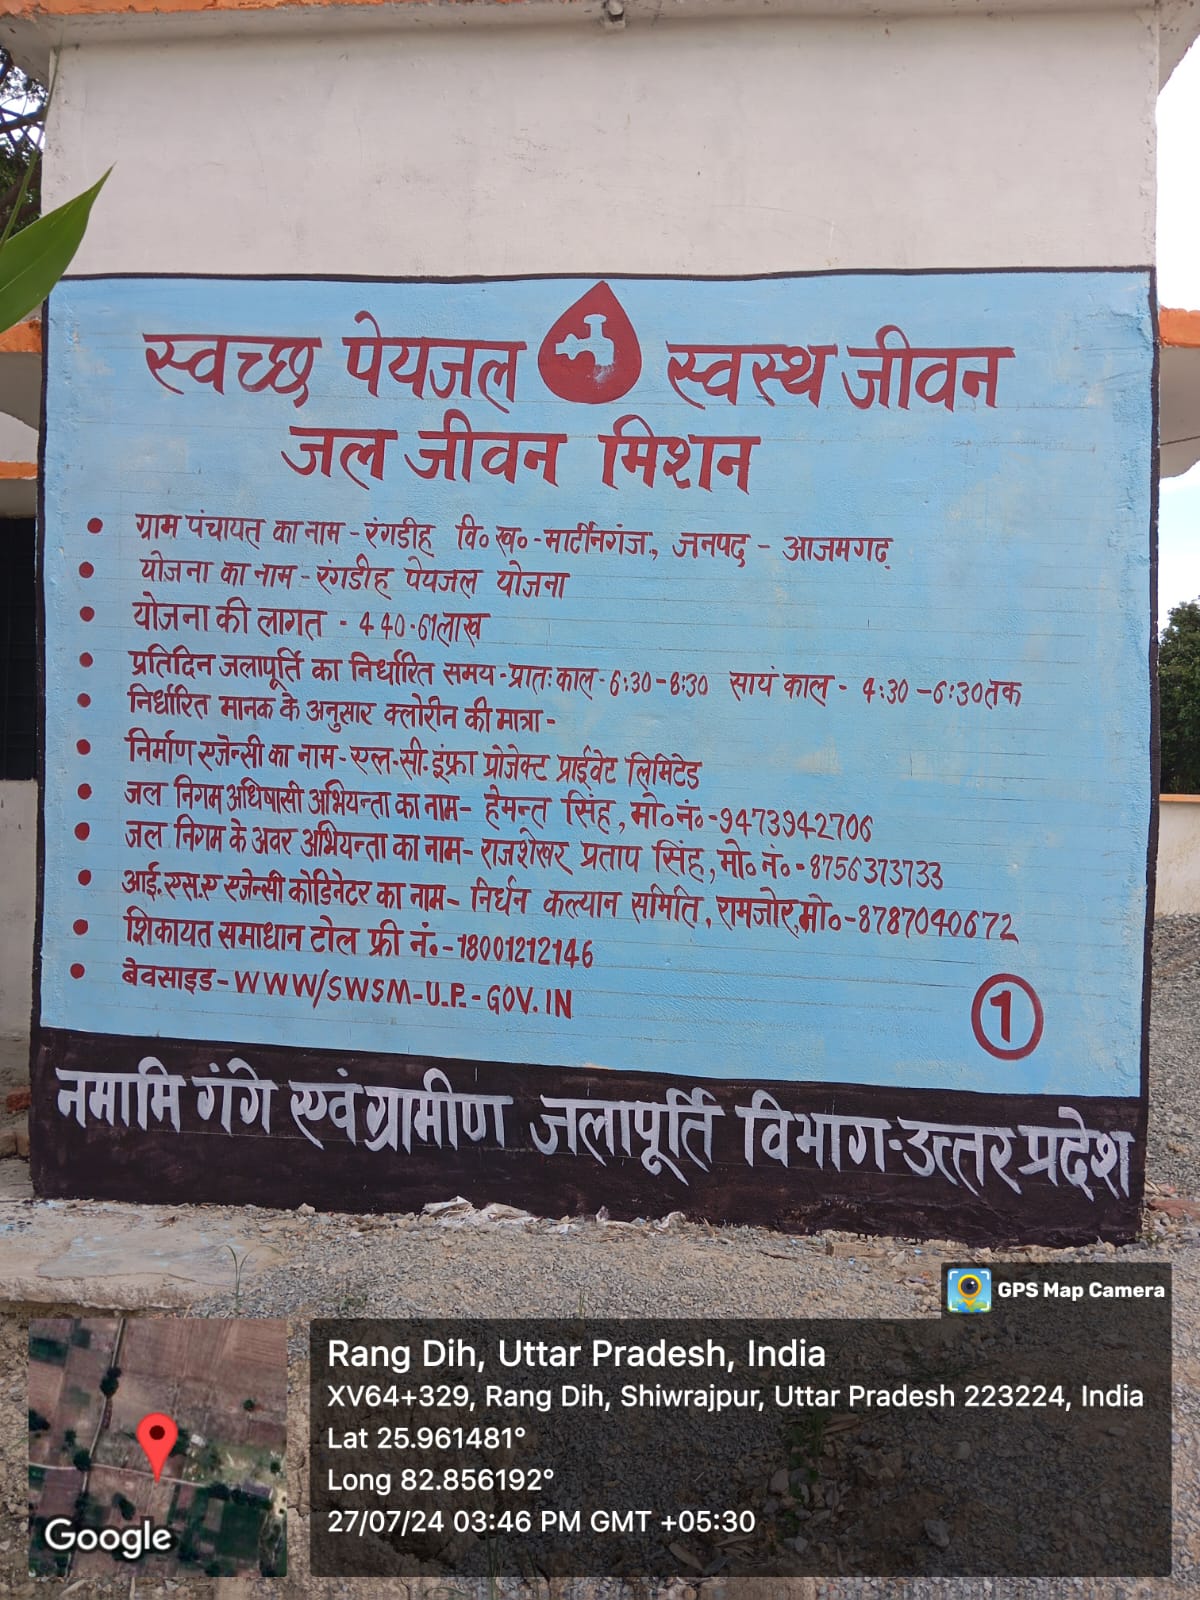 स्वच्छ पेयजल स्वस्थ जीवन
जल जीवन मिशन
• ग्राम पंचायत का नाम - रंगडीह वि० ख० - मार्टीनगंज, जनपद - आजमगढ़
• योजना का नाम - रंगडीह पेयजल योजना
• योजना की लागत - 440.61लाख
• प्रतिदिन जलापूर्ति का निर्धारित समय - प्रातः काल - 6:30-8:30 सायं काल - 4:30-6:30तक
• निर्धारित मानक के अनुसार क्लोरीन की मात्रा -
• निर्माण एजेन्सी का नाम - एल.सी. इंफ्रा प्रोजेक्ट प्राईवेट लिमिटेड
• जल निगम अधिषासी अभियन्ता का नाम - हेमन्त सिंह, मो० नं० - 9473942706
• जल निगम के अवर अभियन्ता का नाम - राजशेखर प्रताप सिंह, मो० नं० - 8756373733
• आई.एस.ए एजेन्सी कोडिनेटर का नाम - निर्धन कल्यान समिति, रामजोर, मो० - 8787040672
• शिकायत समाधान टोल फ्री नं० - 18001212146
• बेवसाइड - WWW/SWSM-U.P.-GOV.IN
1
नमामि गंगे एवं ग्रामीण जलापूर्ति विभाग - उत्तर प्रदेश
GPS Map Camera
Rang Dih, Uttar Pradesh, India
XV64+329, Rang Dih, Shiwrajpur, Uttar Pradesh 223224, India
Lat 25.961481°
Long 82.856192°
27/07/24 03:46 PM GMT +05:30
Google